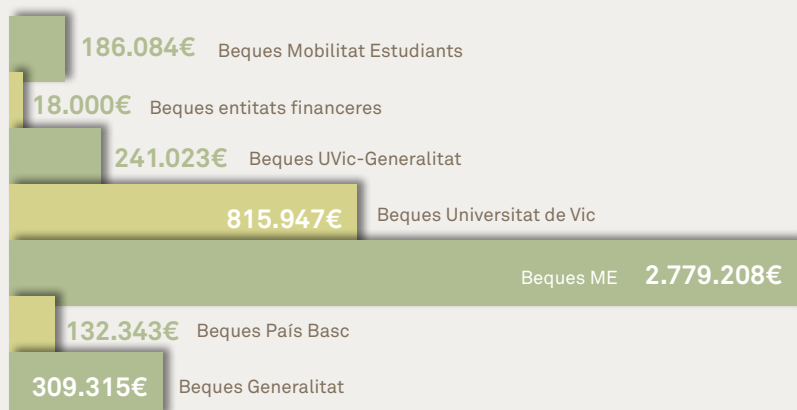 186.084€ Beques Mobilitat Estudiants
18.000€ Beques entitats financeres
241.023€ Beques UVic-Generalitat
815.947€ Beques Universitat de Vic
Beques ME 2.779.208€
132.343€ Beques País Basc
309.315€ Beques Generalitat